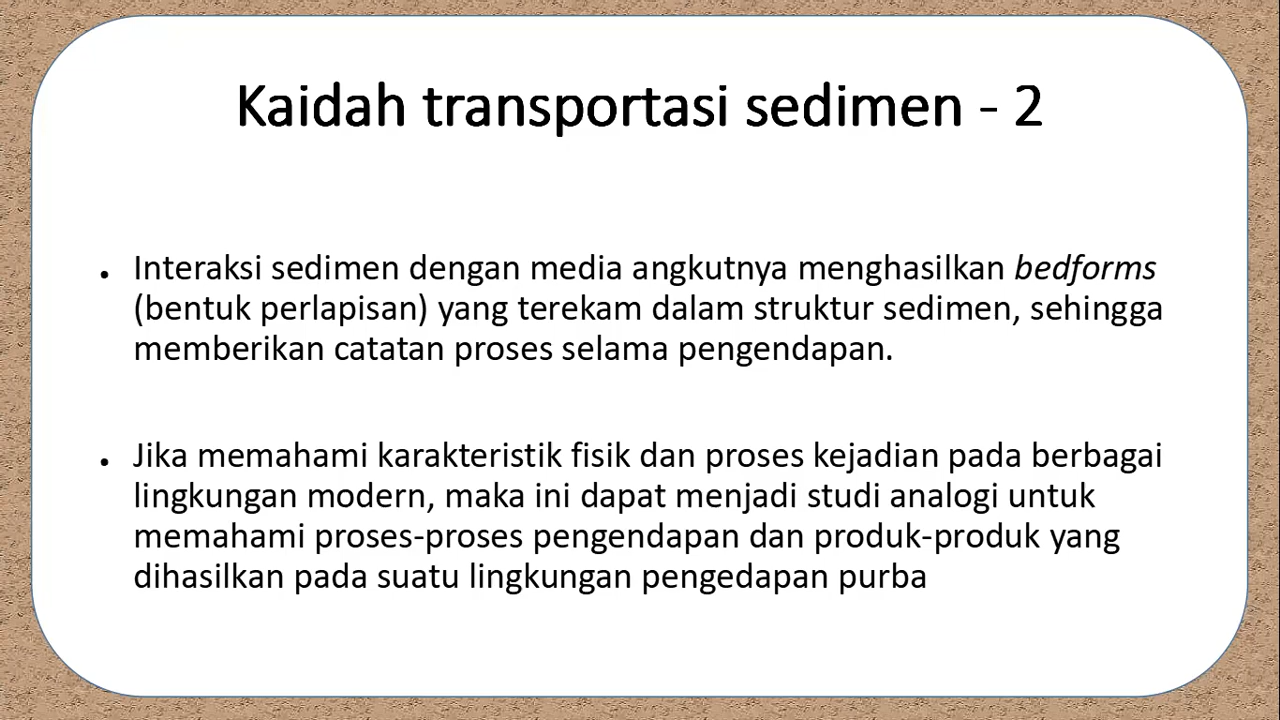 Kaidah transportasi sedimen - 2
• Interaksi sedimen dengan media angkutnya menghasilkan bedforms
(bentuk perlapisan) yang terekam dalam struktur sedimen, sehingga
memberikan catatan proses selama pengendapan.
• Jika memahami karakteristik fisik dan proses kejadian pada berbagai
lingkungan modern, maka ini dapat menjadi studi analogi untuk
memahami proses-proses pengendapan dan produk-produk yang
dihasilkan pada suatu lingkungan pengedapan purba